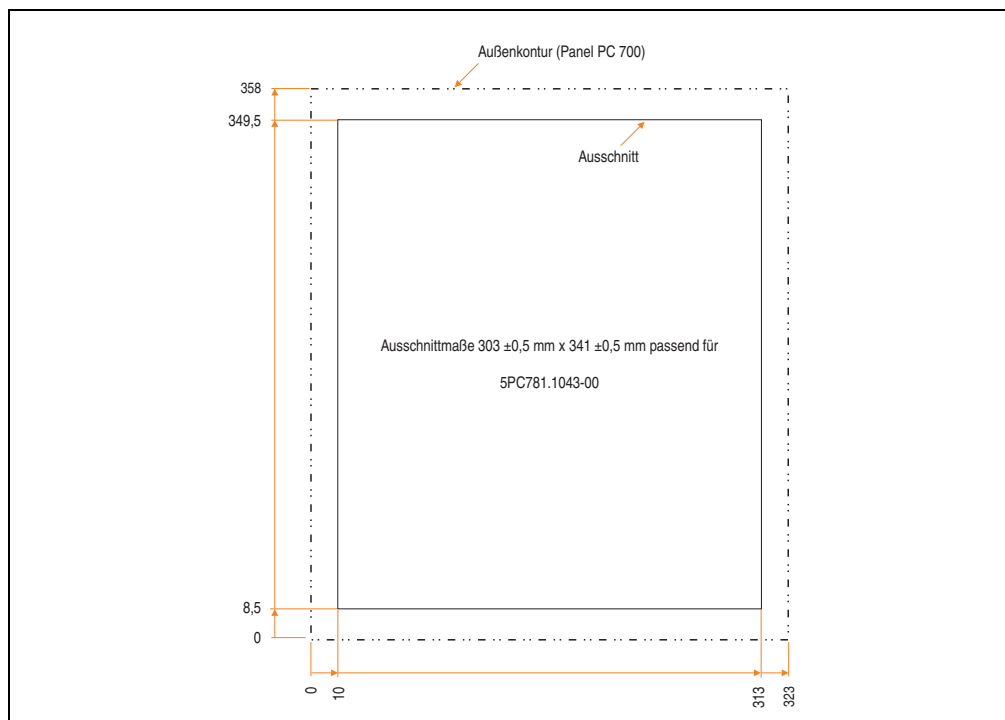 Außenkontur (Panel PC 700)
358
349,5
Ausschnitt
Ausschnittmaße 303 ±0,5 mm x 341 ±0,5 mm passend für
5PC781.1043-00
8,5
0
0
10
313
323